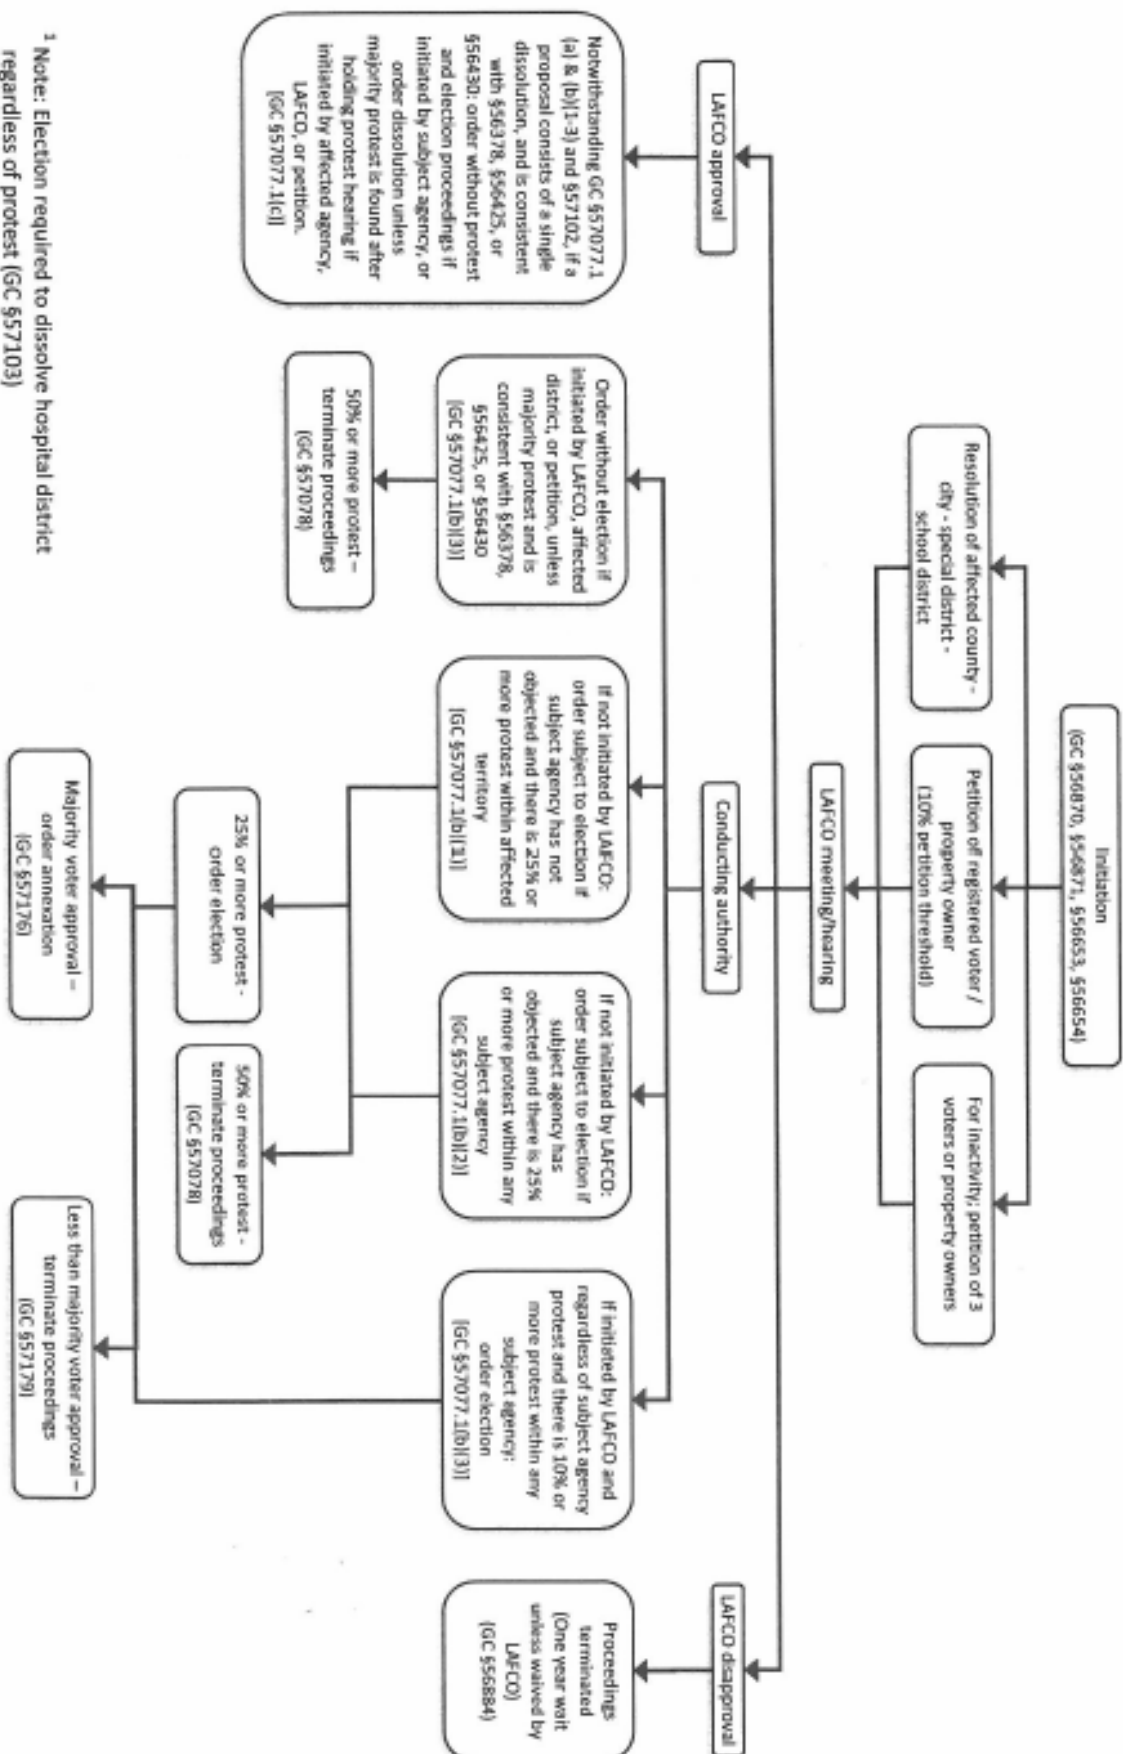 Initiation
(GC §56870, §56871, §56653, §56654)
Resolution of affected county -
city - special district -
school district
Petition off registered voter /
property owner
(10% petition threshold)
For inactivity; petition of 3
voters or property owners
LAFCO meeting/hearing
LAFCO approval
Conducting authority
LAFCO disapproval
Notwithstanding GC §57077.1
(a) & (b)(1-3) and §57102, if a
proposal consists of a single
dissolution, and is consistent
with §56378, §56425, or
§56430: order without protest
and election proceedings if
initiated by subject agency, or
order dissolution unless
majority protest is found after
holding protest hearing if
initiated by affected agency,
LAFCO, or petition.
[GC §57077.1(c)]
Order without election if
initiated by LAFCO, affected
district, or petition, unless
majority protest and is
consistent with §56378,
§56425, or §56430
[GC §57077.1(b)(3)]
If not initiated by LAFCO:
order subject to election if
subject agency has not
objected and there is 25% or
more protest within affected
territory
[GC §57077.1(b)(1)]
If not initiated by LAFCO:
order subject to election if
subject agency has
objected and there is 25%
or more protest within any
subject agency
[GC §57077.1(b)(2)]
If initiated by LAFCO and
regardless of subject agency
protest and there is 10% or
more protest within any
subject agency:
order election
[GC §57077.1(b)(3)]
Proceedings
terminated
(One year wait
unless waived by
LAFCO)
(GC §56884)
50% or more protest –
terminate proceedings
(GC §57078)
25% or more protest -
order election
50% or more protest -
terminate proceedings
(GC §57078)
Majority voter approval –
order annexation
(GC §57176)
Less than majority voter approval –
terminate proceedings
(GC §57179)
1 Note: Election required to dissolve hospital district
regardless of protest (GC §57103)